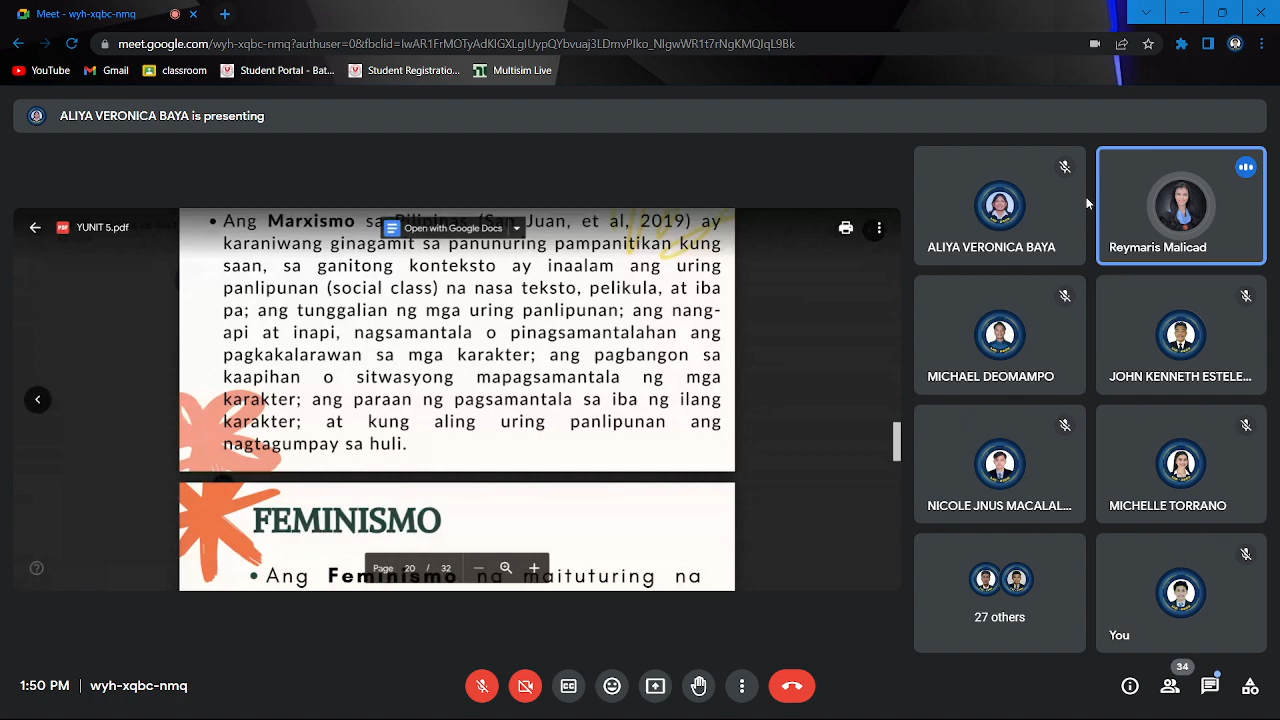 Meet - wyh-xqbc-nmq
meet.google.com/wyh-xqbc-nmq?authuser=0&fbclid=IwAR1FrMOTyAdKlGXLgIUypQYbvuaj3LDmvPIko_NIgwWR1t7rNgKMQIqL9Bk
YouTube
Gmail
classroom
Student Portal - Bat...
Student Registratio...
Multisim Live
ALIYA VERONICA BAYA is presenting
YUNIT 5.pdf
Open with Google Docs
• Ang Marxismo sa Pilipinas (San Juan, et al, 2019) ay
karaniwang ginagamit sa panunuring pampanitikan kung
saan, sa ganitong konteksto ay inaalam ang uring
panlipunan (social class) na nasa teksto, pelikula, at iba
pa; ang tunggalian ng mga uring panlipunan; ang nang-
api at inapi, nagsamantala o pinagsamantalahan ang
pagkakalarawan sa mga karakter; ang pagbangon sa
kaapihan o sitwasyong mapagsamantala ng mga
karakter; ang paraan ng pagsamantala sa iba ng ilang
karakter; at kung aling uring panlipunan ang
nagtagumpay sa huli.
FEMINISMO
• Ang Feminismo na maituturing na
Page 20 / 32
ALIYA VERONICA BAYA
Reymaris Malicad
MICHAEL DEOMAMPO
JOHN KENNETH ESTELE...
NICOLE JNUS MACALAL...
MICHELLE TORRANO
27 others
You
1:50 PM | wyh-xqbc-nmq
34